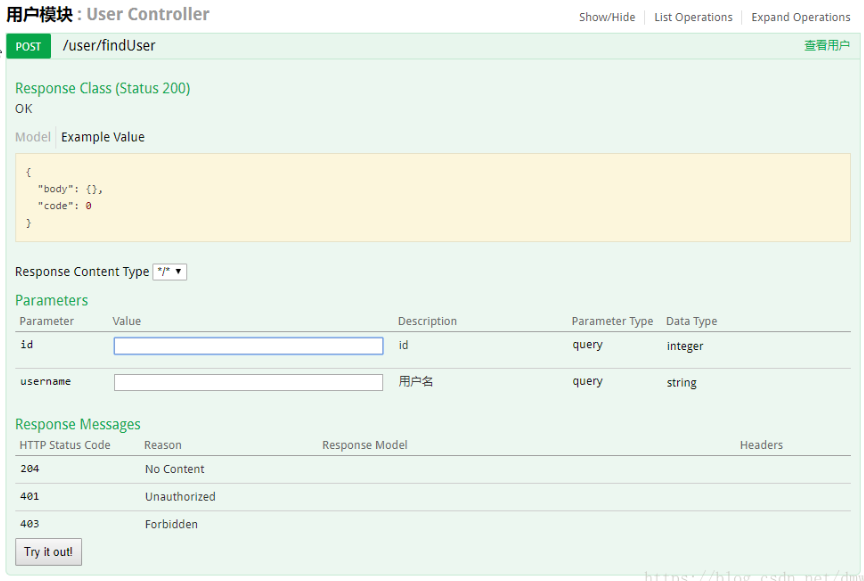 用户模块 : User Controller
Show/Hide List Operations Expand Operations
POST /user/findUser 查看用户
Response Class (Status 200)
OK
Model Example Value
{
"body": {},
"code": 0
}
Response Content Type */*
Parameters
Parameter Value Description Parameter Type Data Type
id id query integer
username 用户名 query string
Response Messages
HTTP Status Code Reason Response Model Headers
204 No Content
401 Unauthorized
403 Forbidden
Try it out!
https://blog.csdn.net/dm